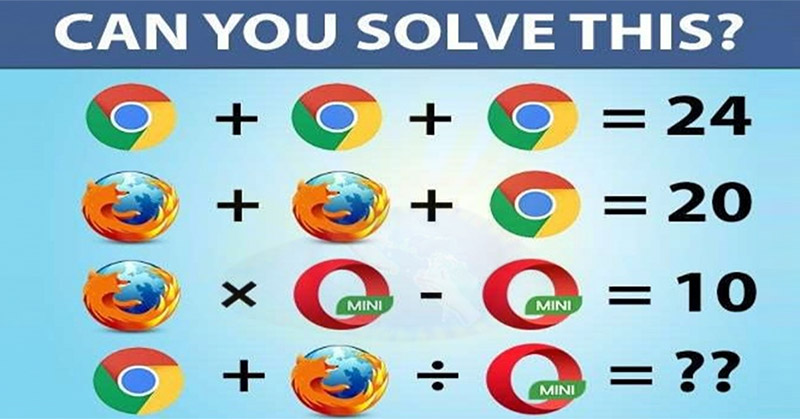 CAN YOU SOLVE THIS?
+ + = 24
+ + = 20
× MINI - MINI = 10
+ ÷ MINI = ??